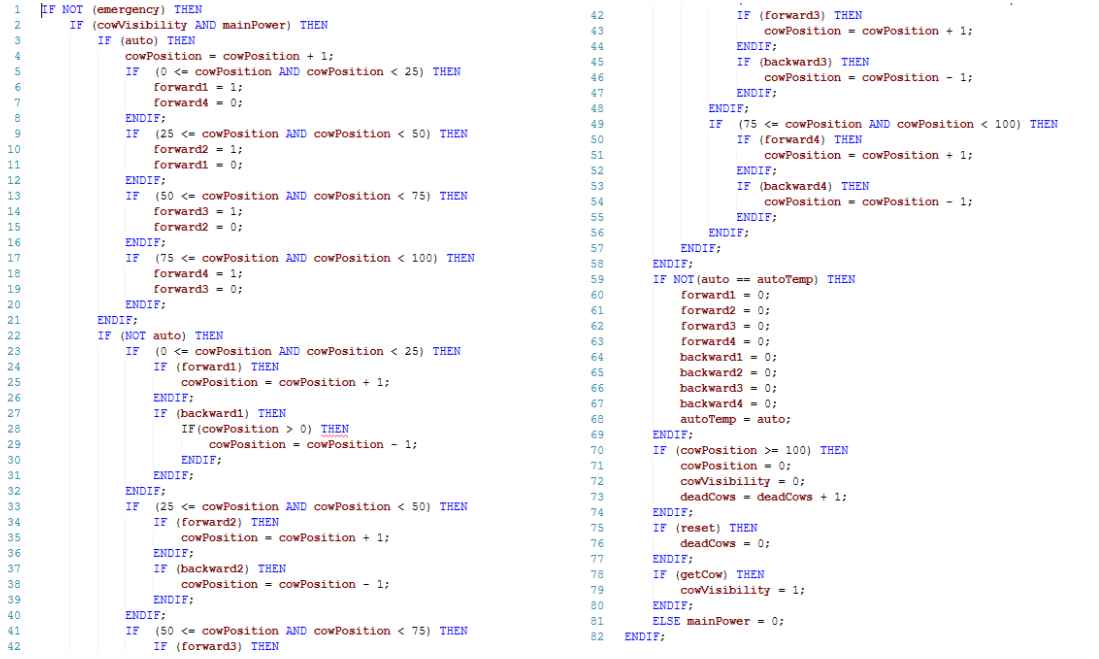 1 IF NOT (emergency) THEN
2 IF (cowVisibility AND mainPower) THEN
3 IF (auto) THEN
4 cowPosition = cowPosition + 1;
5 IF (0 <= cowPosition AND cowPosition < 25) THEN
6 forward1 = 1;
7 forward4 = 0;
8 ENDIF;
9 IF (25 <= cowPosition AND cowPosition < 50) THEN
10 forward2 = 1;
11 forward1 = 0;
12 ENDIF;
13 IF (50 <= cowPosition AND cowPosition < 75) THEN
14 forward3 = 1;
15 forward2 = 0;
16 ENDIF;
17 IF (75 <= cowPosition AND cowPosition < 100) THEN
18 forward4 = 1;
19 forward3 = 0;
20 ENDIF;
21 ENDIF;
22 IF (NOT auto) THEN
23 IF (0 <= cowPosition AND cowPosition < 25) THEN
24 IF (forward1) THEN
25 cowPosition = cowPosition + 1;
26 ENDIF;
27 IF (backward1) THEN
28 IF(cowPosition > 0) THEN
29 cowPosition = cowPosition - 1;
30 ENDIF;
31 ENDIF;
32 ENDIF;
33 IF (25 <= cowPosition AND cowPosition < 50) THEN
34 IF (forward2) THEN
35 cowPosition = cowPosition + 1;
36 ENDIF;
37 IF (backward2) THEN
38 cowPosition = cowPosition - 1;
39 ENDIF;
40 ENDIF;
41 IF (50 <= cowPosition AND cowPosition < 75) THEN
42 IF (forward3) THEN
42 IF (forward3) THEN
43 cowPosition = cowPosition + 1;
44 ENDIF;
45 IF (backward3) THEN
46 cowPosition = cowPosition - 1;
47 ENDIF;
48 ENDIF;
49 IF (75 <= cowPosition AND cowPosition < 100) THEN
50 IF (forward4) THEN
51 cowPosition = cowPosition + 1;
52 ENDIF;
53 IF (backward4) THEN
54 cowPosition = cowPosition - 1;
55 ENDIF;
56 ENDIF;
57 ENDIF;
58 ENDIF;
59 IF NOT(auto == autoTemp) THEN
60 forward1 = 0;
61 forward2 = 0;
62 forward3 = 0;
63 forward4 = 0;
64 backward1 = 0;
65 backward2 = 0;
66 backward3 = 0;
67 backward4 = 0;
68 autoTemp = auto;
69 ENDIF;
70 IF (cowPosition >= 100) THEN
71 cowPosition = 0;
72 cowVisibility = 0;
73 deadCows = deadCows + 1;
74 ENDIF;
75 IF (reset) THEN
76 deadCows = 0;
77 ENDIF;
78 IF (getCow) THEN
79 cowVisibility = 1;
80 ENDIF;
81 ELSE mainPower = 0;
82 ENDIF;